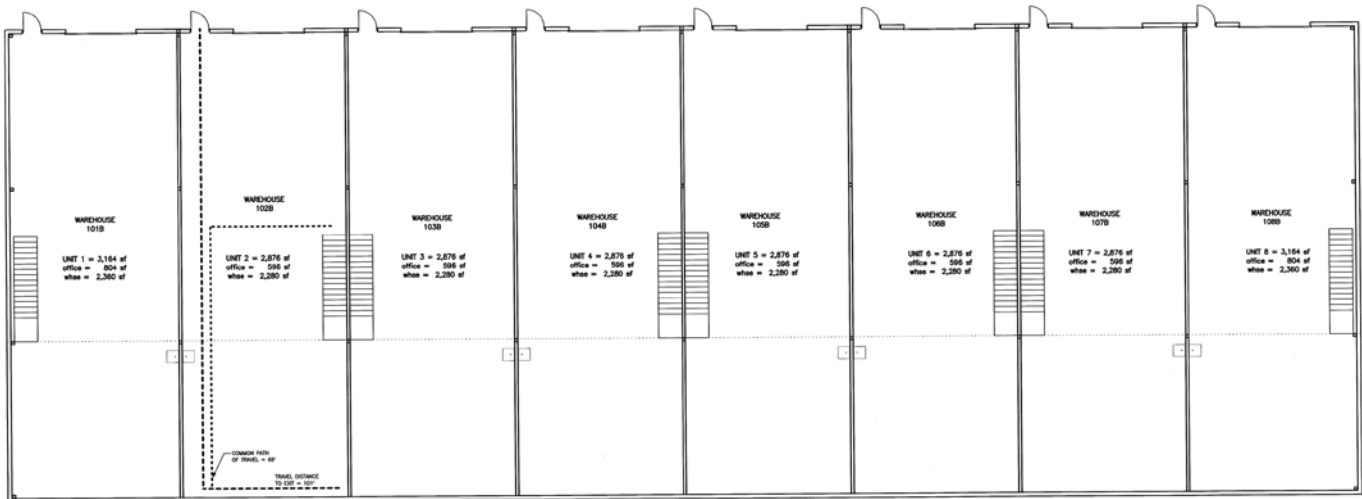 WAREHOUSE
101B
UNIT 1 = 3,164 sf
office = 804 sf
whse = 2,360 sf
WAREHOUSE
102B
UNIT 2 = 2,876 sf
office = 596 sf
whse = 2,280 sf
WAREHOUSE
103B
UNIT 3 = 2,876 sf
office = 596 sf
whse = 2,280 sf
WAREHOUSE
104B
UNIT 4 = 2,876 sf
office = 596 sf
whse = 2,280 sf
WAREHOUSE
105B
UNIT 5 = 2,876 sf
office = 596 sf
whse = 2,280 sf
WAREHOUSE
106B
UNIT 6 = 2,876 sf
office = 596 sf
whse = 2,280 sf
WAREHOUSE
107B
UNIT 7 = 2,876 sf
office = 596 sf
whse = 2,280 sf
WAREHOUSE
108B
UNIT 8 = 3,164 sf
office = 804 sf
whse = 2,360 sf
COMMON PATH
OF TRAVEL = 69'
TRAVEL DISTANCE
TO EXIT = 101'